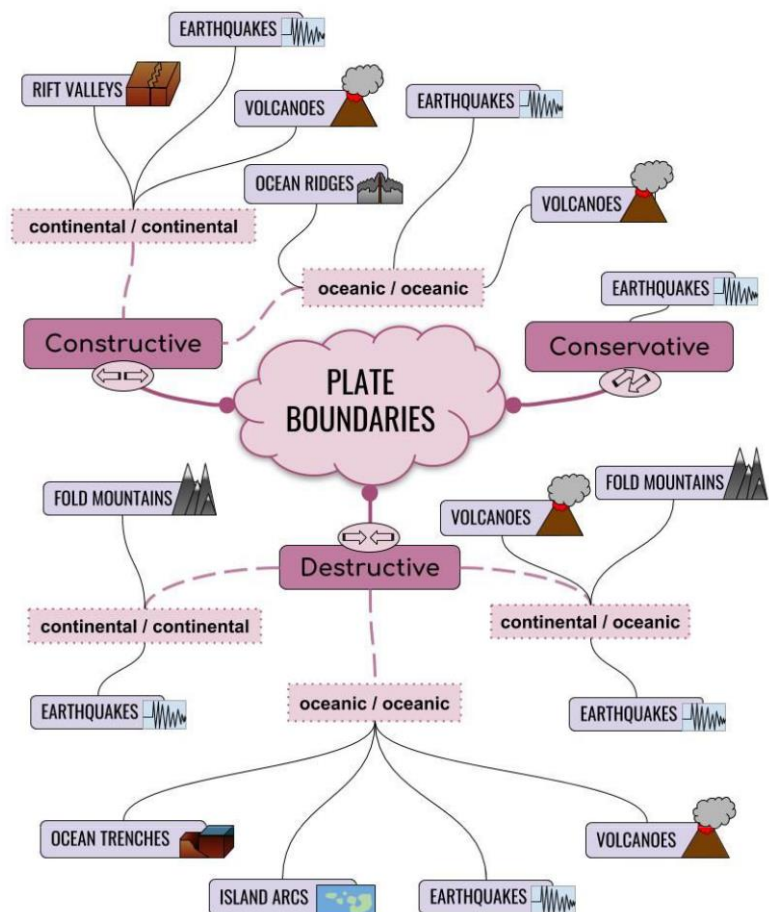 EARTHQUAKES
RIFT VALLEYS
VOLCANOES
EARTHQUAKES
OCEAN RIDGES
VOLCANOES
continental / continental
oceanic / oceanic
EARTHQUAKES
Constructive
Conservative
PLATE
BOUNDARIES
FOLD MOUNTAINS
FOLD MOUNTAINS
VOLCANOES
Destructive
continental / continental
continental / oceanic
EARTHQUAKES
oceanic / oceanic
EARTHQUAKES
OCEAN TRENCHES
VOLCANOES
ISLAND ARCS
EARTHQUAKES